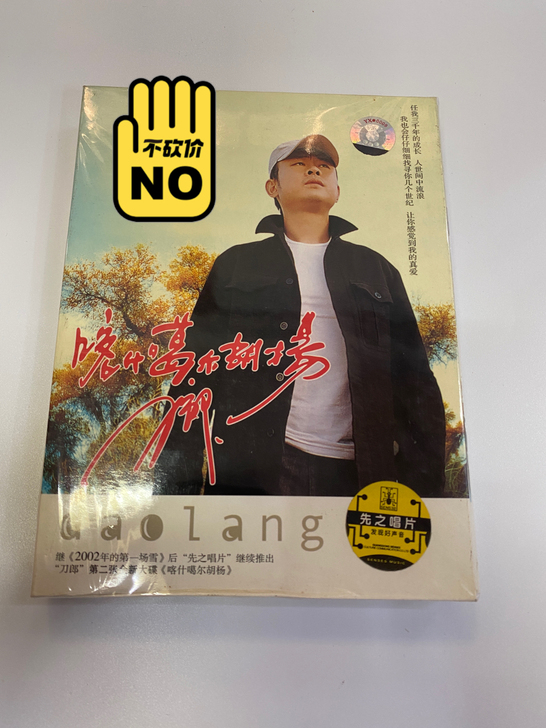 不砍价
NO
任我三千年的成长 人世间中流浪
我也会仔仔细细找寻你几个世纪 让你感觉到我的真爱
喀什噶尔胡杨
刀郎
daolang
先之唱片
发现好声音
继《2002年的第一场雪》后“先之唱片”继续推出
“刀郎”第二张全新大碟《喀什噶尔胡杨》